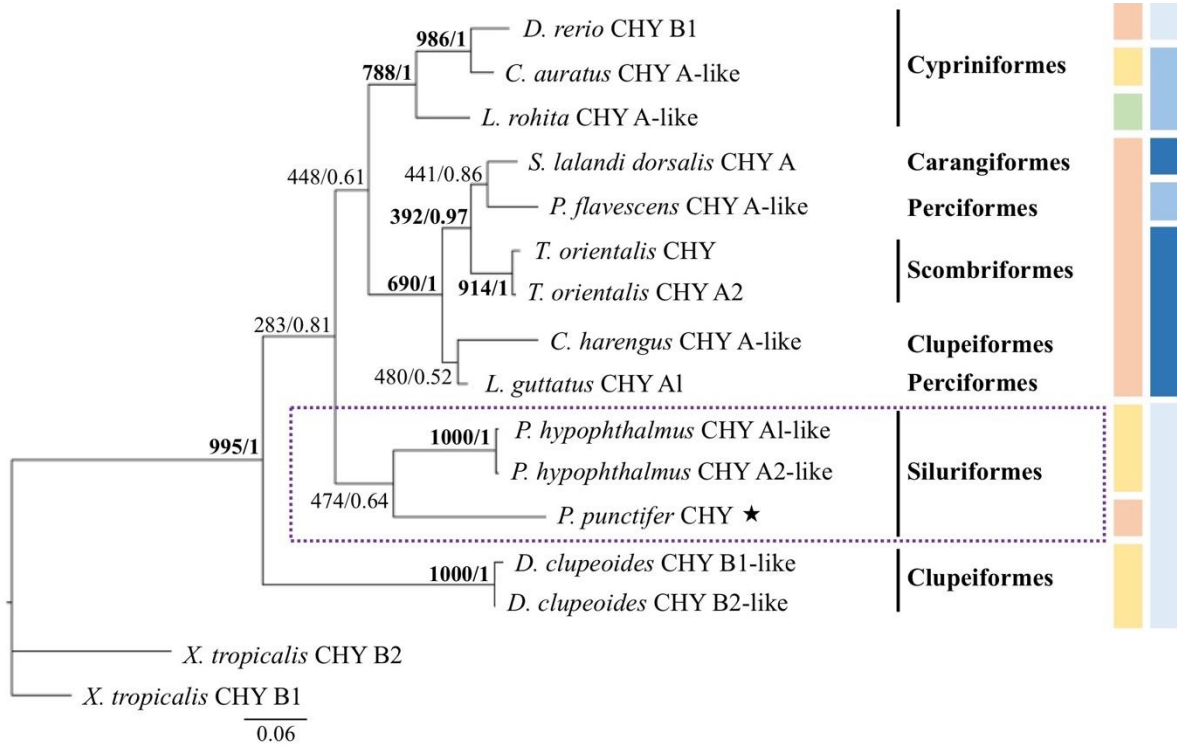 986/1
D. rerio CHY B1
C. auratus CHY A-like
Cypriniformes
788/1
L. rohita CHY A-like
448/0.61
441/0.86
S. lalandi dorsalis CHY A
Carangiformes
P. flavescens CHY A-like
Perciformes
392/0.97
T. orientalis CHY
Scombriformes
690/1
914/1
T. orientalis CHY A2
283/0.81
C. harengus CHY A-like
Clupeiformes
480/0.52
L. guttatus CHY Al
Perciformes
995/1
1000/1
P. hypophthalmus CHY Al-like
P. hypophthalmus CHY A2-like
Siluriformes
474/0.64
P. punctifer CHY ★
1000/1
D. clupeoides CHY B1-like
Clupeiformes
D. clupeoides CHY B2-like
X. tropicalis CHY B2
X. tropicalis CHY B1
0.06